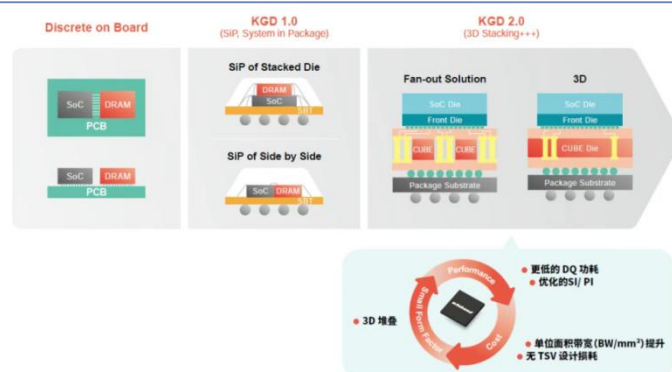 Discrete on Board
KGD 1.0
(SiP, System in Package)
KGD 2.0
(3D Stacking+++)
SoC
DRAM
PCB
SoC
DRAM
PCB
SiP of Stacked Die
DRAM
SoC
SBT
SiP of Side by Side
SoC
DRAM
SBT
Fan-out Solution
SoC Die
Front Die
CUBE
CUBE
Package Substrate
3D
SoC Die
Front Die
CUBE Die
Package Substrate
Performance
Cost
Small Form Factor
更低的 DQ 功耗
优化的SI/ PI
3D 堆叠
单位面积带宽(BW/mm²)提升
无 TSV 设计损耗